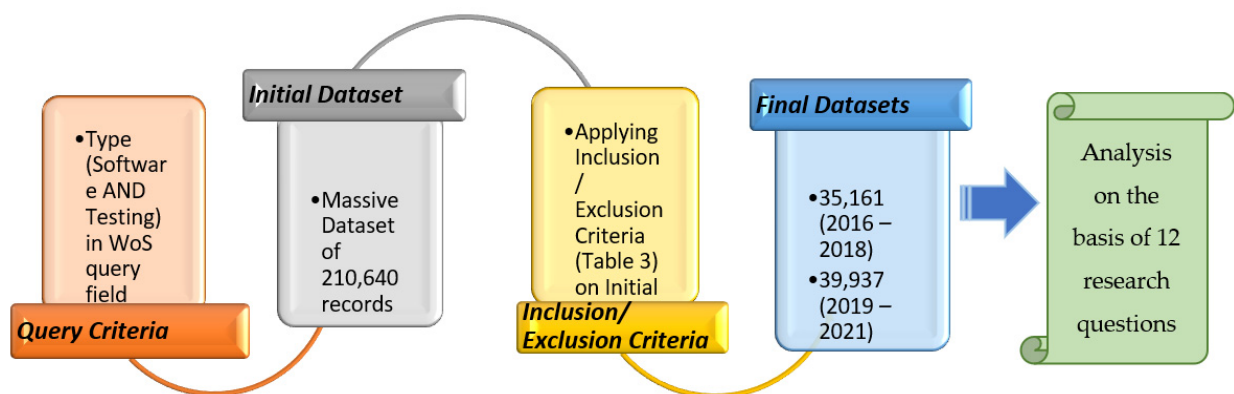 •Type
(Softwar
e AND
Testing)
in WoS
query
field
Query Criteria
Initial Dataset
•Massive
Dataset
of
210,640
records
•Applying
Inclusion
/
Exclusion
Criteria
(Table 3)
on Initial
Inclusion/
Exclusion Criteria
Final Datasets
•35,161
(2016 –
2018)
•39,937
(2019 –
2021)
Analysis
on the
basis of 12
research
questions